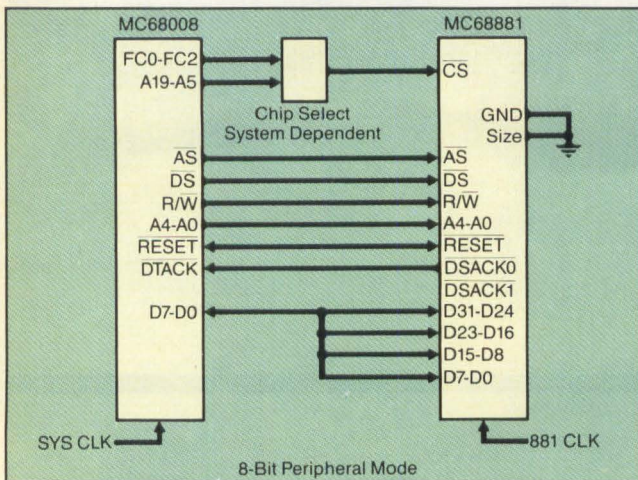 MC68008
MC68881
FC0-FC2
A19-A5
Chip Select
System Dependent
CS
GND
Size
AS
AS
DS
DS
R/W
R/W
A4-A0
A4-A0
RESET
RESET
DTACK
DSACK0
DSACK1
D7-D0
D31-D24
D23-D16
D15-D8
D7-D0
SYS CLK
881 CLK
8-Bit Peripheral Mode